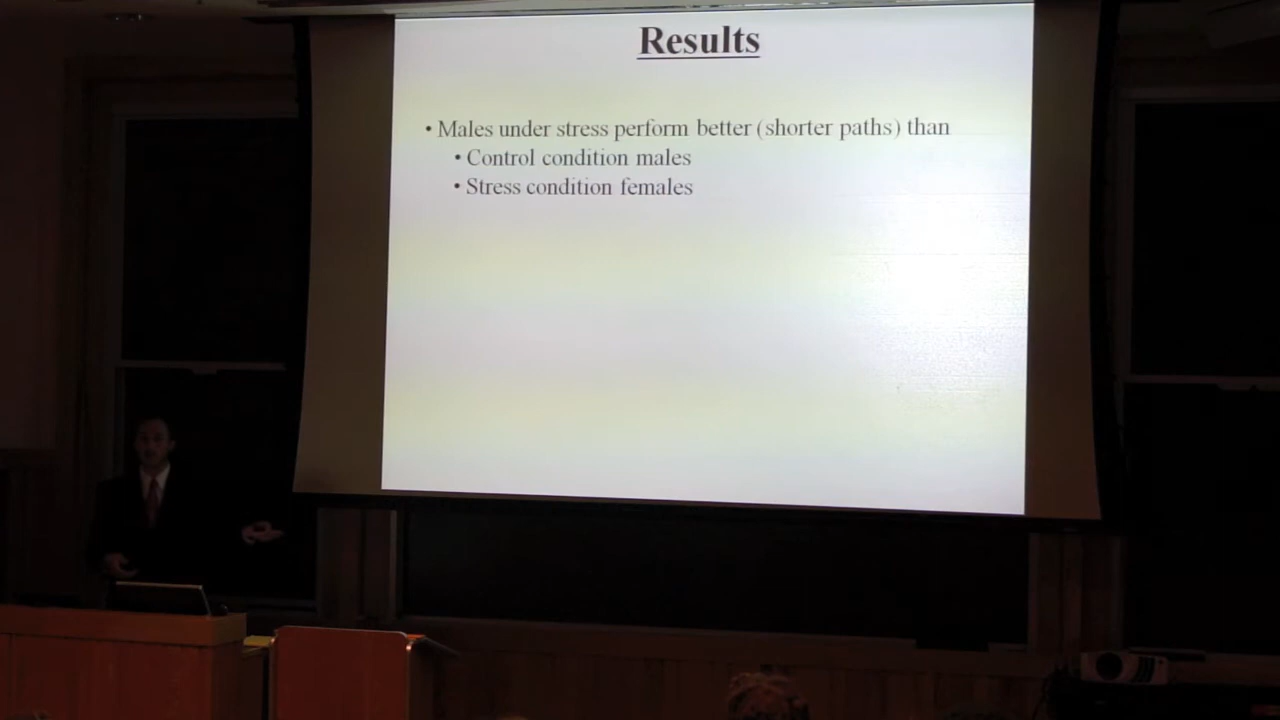 Results
• Males under stress perform better (shorter paths) than
• Control condition males
• Stress condition females